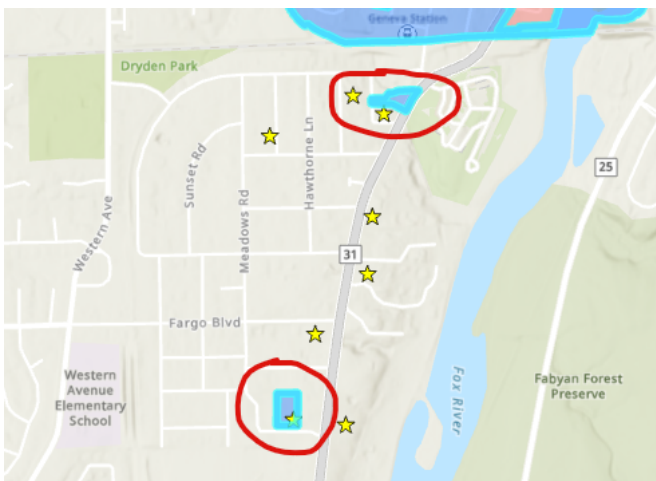 Geneva Station
Dryden Park
Sunset Rd
Hawthorne Ln
Meadows Rd
Western Ave
25
31
Fargo Blvd
Western
Avenue
Elementary
School
Fox River
Fabyan Forest
Preserve